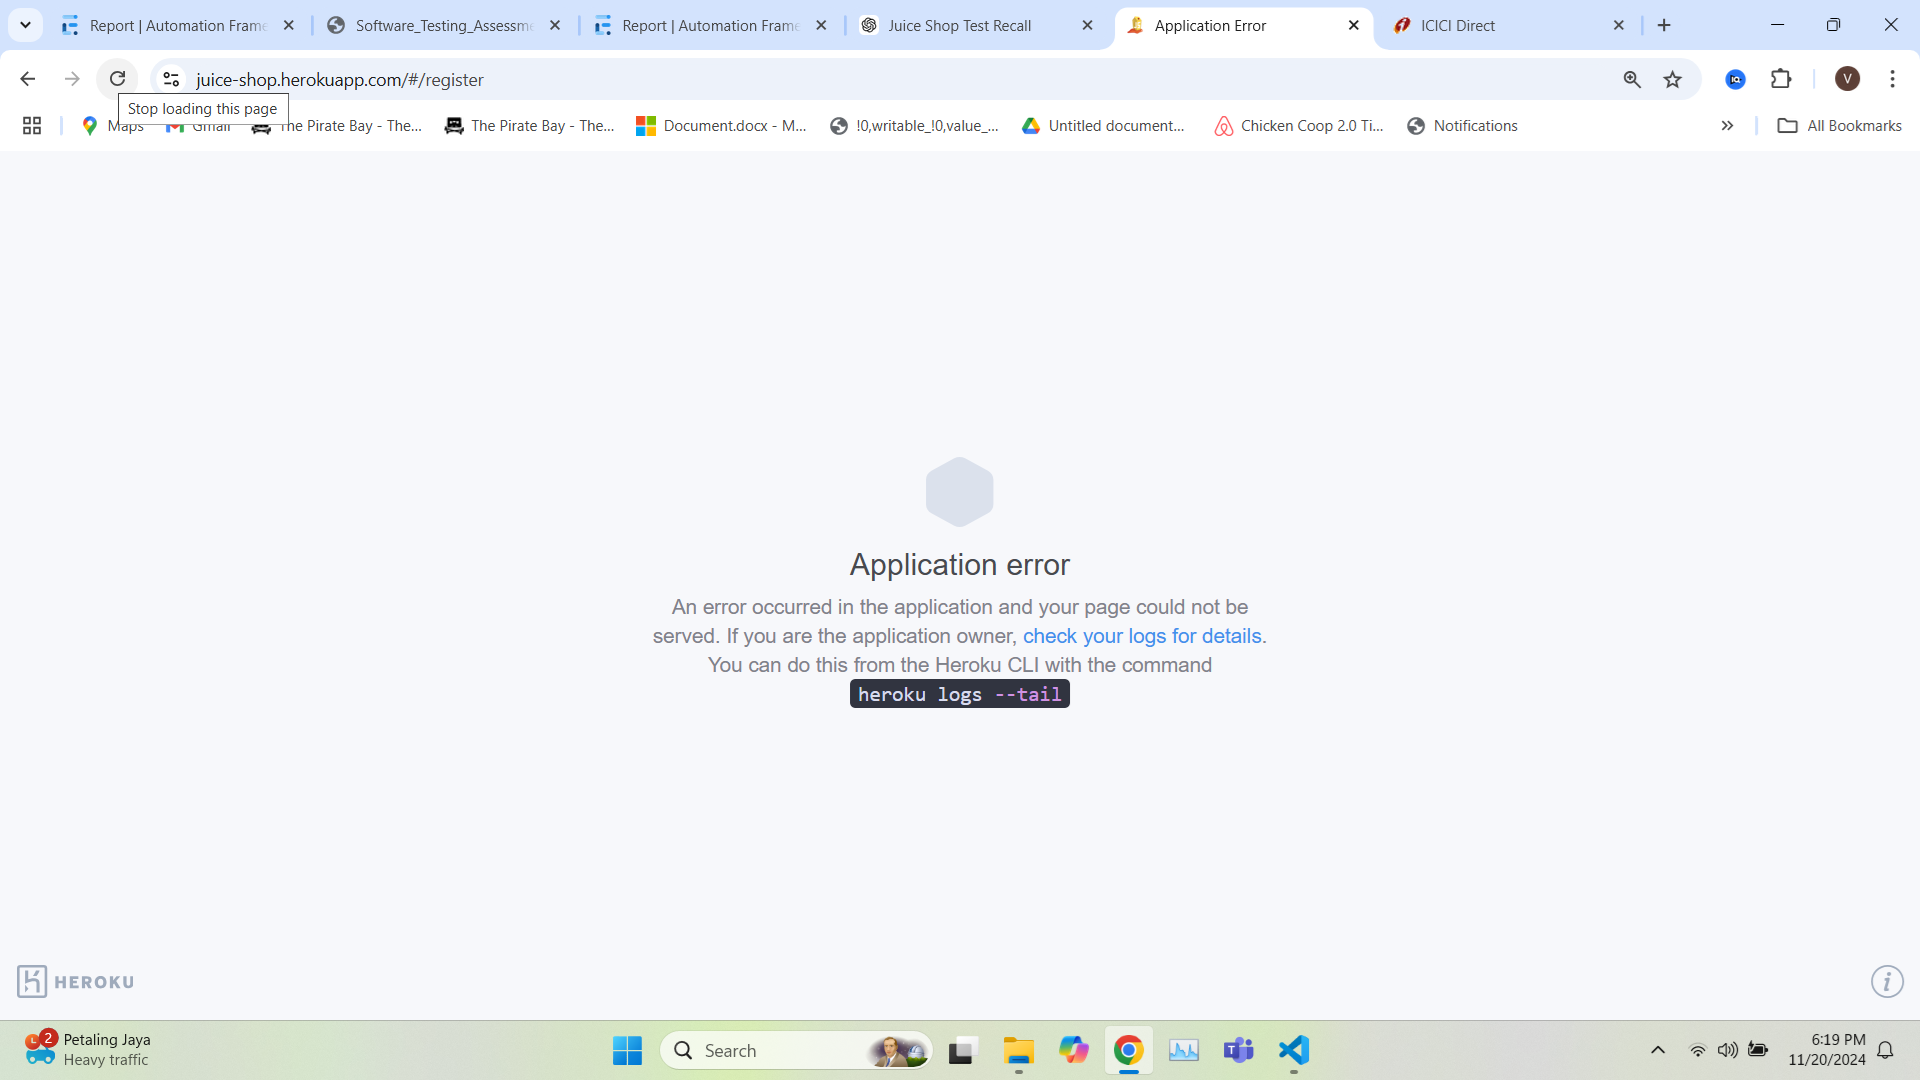 Report | Automation Frame
Software_Testing_Assessme
Report | Automation Frame
Juice Shop Test Recall
Application Error
ICICI Direct
juice-shop.herokuapp.com/#/register
V
Stop loading this page
Maps
Gmail
The Pirate Bay - The...
The Pirate Bay - The...
Document.docx - M...
!0,writable_!0,value_...
Untitled document...
Chicken Coop 2.0 Ti...
Notifications
All Bookmarks
Application error
An error occurred in the application and your page could not be
served. If you are the application owner, check your logs for details.
You can do this from the Heroku CLI with the command
heroku logs --tail
HEROKU
2
Petaling Jaya
Heavy traffic
Search
6:19 PM
11/20/2024